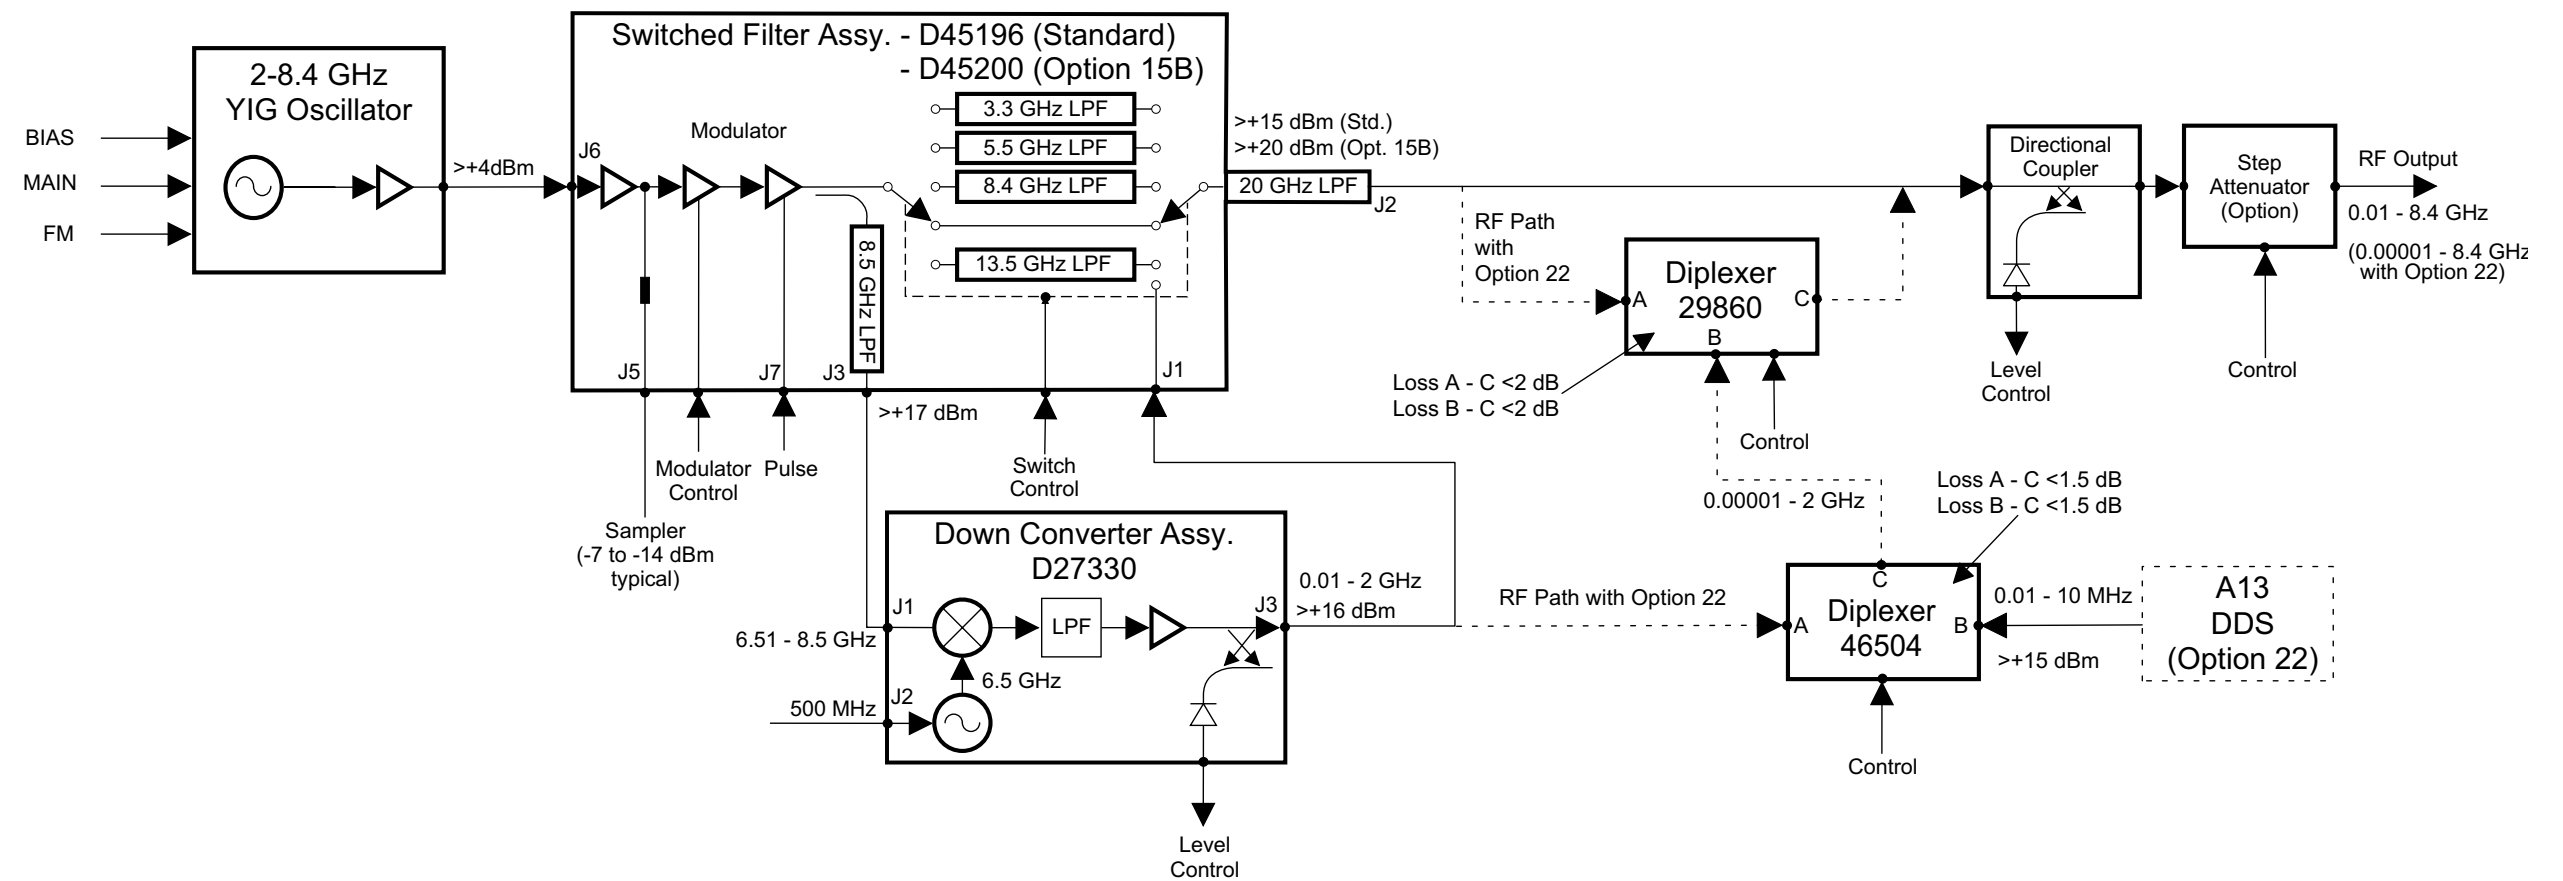 Switched Filter Assy. - D45196 (Standard)
- D45200 (Option 15B)
2-8.4 GHz
YIG Oscillator
BIAS
MAIN
FM
>+4dBm
J6
Modulator
3.3 GHz LPF
5.5 GHz LPF
8.4 GHz LPF
13.5 GHz LPF
8.5 GHz LPF
J5
J7
J3
J1
>+15 dBm (Std.)
>+20 dBm (Opt. 15B)
20 GHz LPF
J2
RF Path
with
Option 22
Diplexer
29860
A
B
C
Loss A - C <2 dB
Loss B - C <2 dB
Control
Directional
Coupler
Level
Control
Step
Attenuator
(Option)
Control
RF Output
0.01 - 8.4 GHz
(0.00001 - 8.4 GHz
with Option 22)
>+17 dBm
Modulator
Control
Pulse
Switch
Control
Sampler
(-7 to -14 dBm
typical)
Down Converter Assy.
D27330
J1
6.51 - 8.5 GHz
LPF
J3
6.5 GHz
500 MHz
J2
0.01 - 2 GHz
>+16 dBm
Level
Control
RF Path with Option 22
0.00001 - 2 GHz
Loss A - C <1.5 dB
Loss B - C <1.5 dB
C
Diplexer
46504
A
B
0.01 - 10 MHz
>+15 dBm
A13
DDS
(Option 22)
Control